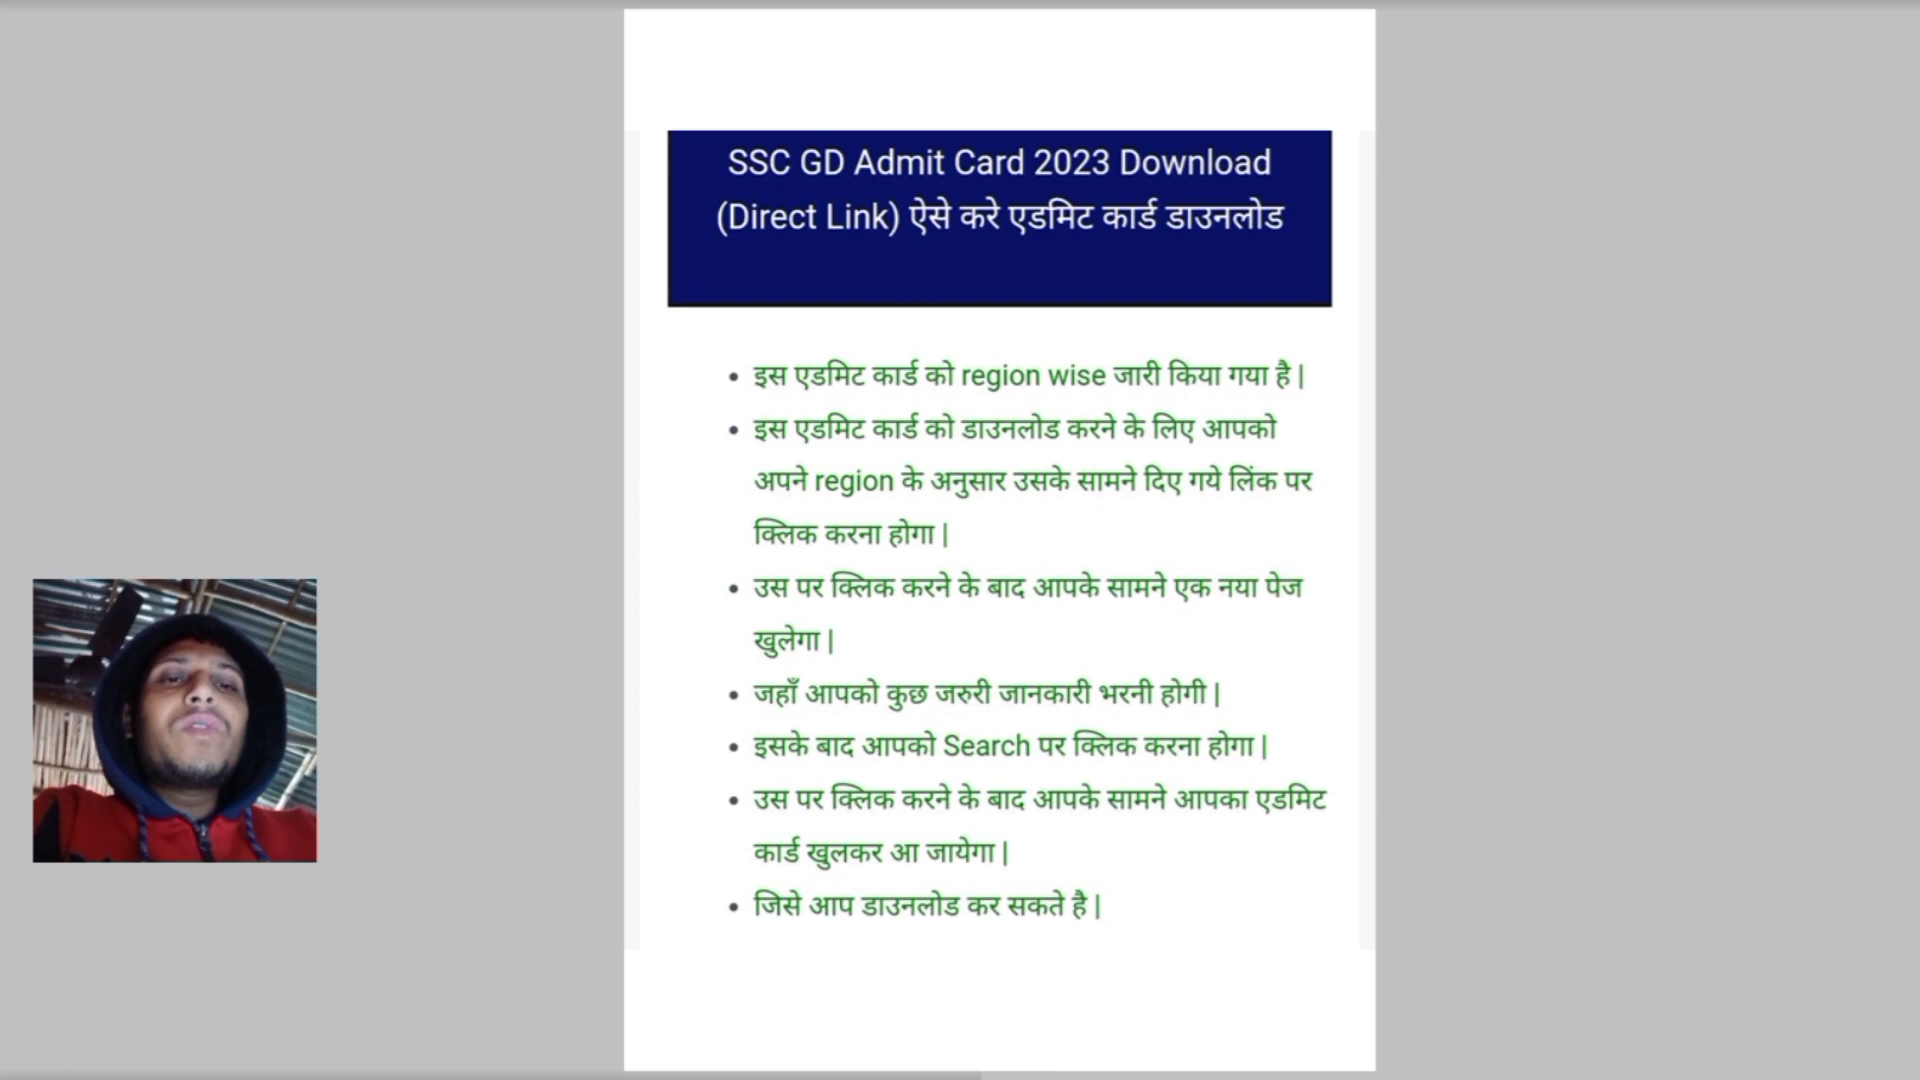 SSC GD Admit Card 2023 Download
(Direct Link) ऐसे करे एडमिट कार्ड डाउनलोड
• इस एडमिट कार्ड को region wise जारी किया गया है |
• इस एडमिट कार्ड को डाउनलोड करने के लिए आपको
अपने region के अनुसार उसके सामने दिए गये लिंक पर
क्लिक करना होगा |
• उस पर क्लिक करने के बाद आपके सामने एक नया पेज
खुलेगा |
• जहाँ आपको कुछ जरुरी जानकारी भरनी होगी |
• इसके बाद आपको Search पर क्लिक करना होगा |
• उस पर क्लिक करने के बाद आपके सामने आपका एडमिट
कार्ड खुलकर आ जायेगा |
• जिसे आप डाउनलोड कर सकते है |